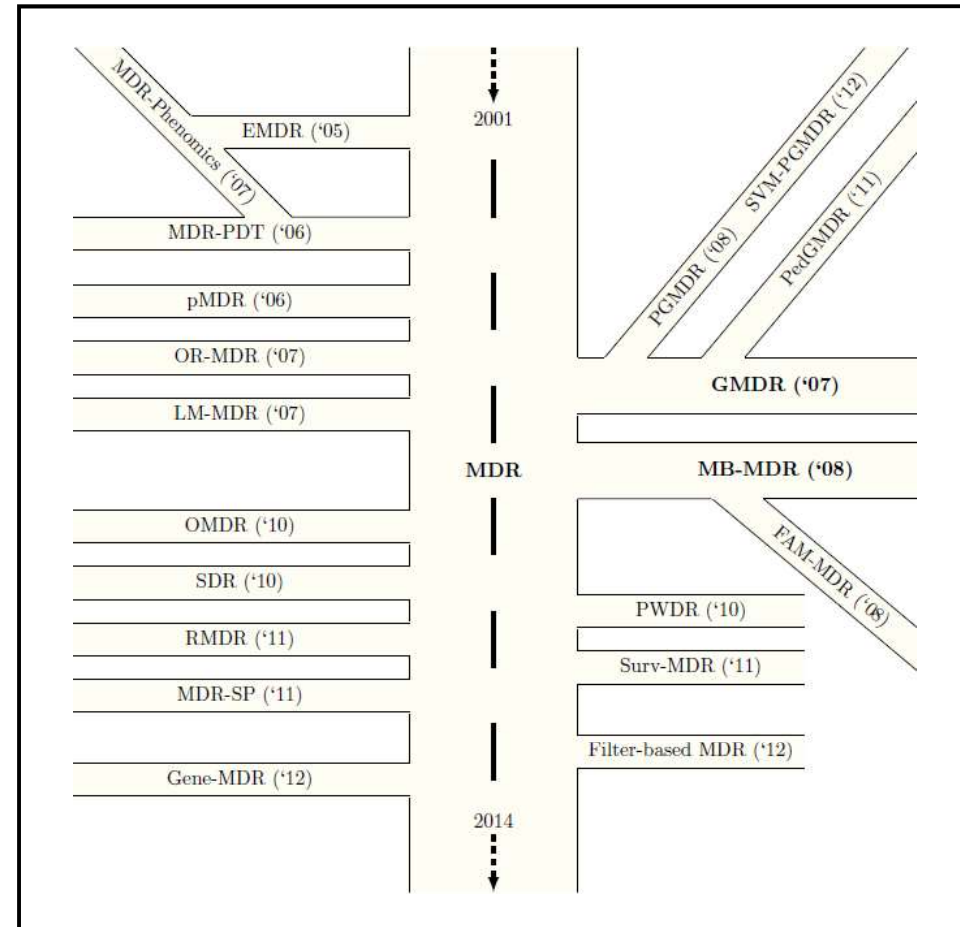 2001
MDR-Phenomics (‘07)
EMDR (‘05)
MDR-PDT (‘06)
pMDR (‘06)
OR-MDR (‘07)
LM-MDR (‘07)
OMDR (‘10)
SDR (‘10)
RMDR (‘11)
MDR-SP (‘11)
Gene-MDR (‘12)
MDR
2014
PGMDR (‘08) SVM-PGMDR (‘12)
PedGMDR (‘11)
GMDR (‘07)
MB-MDR (‘08)
FAM-MDR (‘08)
PWDR (‘10)
Surv-MDR (‘11)
Filter-based MDR (‘12)